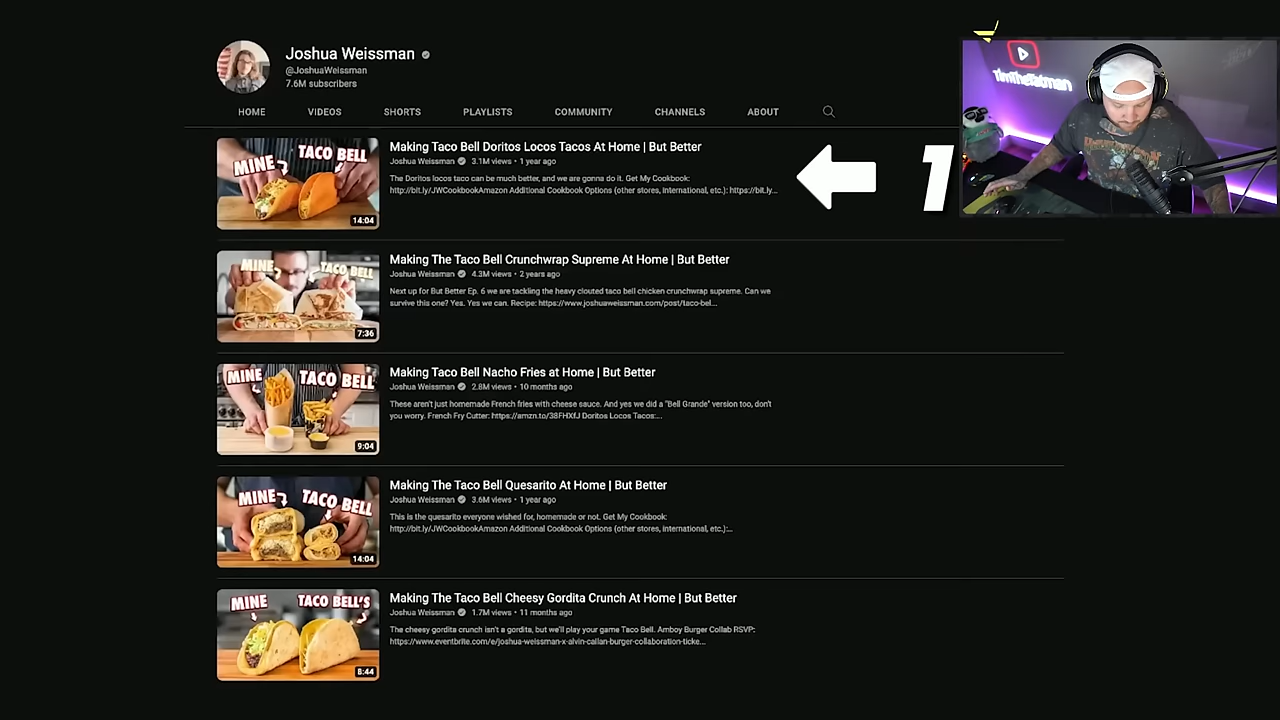 Joshua Weissman
@JoshuaWeissman
7.6M subscribers
HOME VIDEOS SHORTS PLAYLISTS COMMUNITY CHANNELS ABOUT
MINE TACO BELL
14:04
Making Taco Bell Doritos Locos Tacos At Home | But Better
Joshua Weissman 3.1M views • 1 year ago
The Doritos locos taco can be much better, and we are gonna do it. Get My Cookbook:
http://bit.ly/JWCookbookAmazon Additional Cookbook Options (other stores, international, etc.): https://bit.ly...
1
TimTheTatman
MINE TACO BELL
7:36
Making The Taco Bell Crunchwrap Supreme At Home | But Better
Joshua Weissman 4.3M views • 2 years ago
Next up for But Better Ep. 6 we are tackling the heavy clouted taco bell chicken crunchwrap supreme. Can we
survive this one? Yes. Yes we can. Recipe: https://www.joshuaweissman.com/post/taco-bel...
MINE TACO BELL
9:04
Making Taco Bell Nacho Fries at Home | But Better
Joshua Weissman 2.8M views • 10 months ago
These aren't just homemade French fries with cheese sauce. And yes we did a "Bell Grande" version too, don't
you worry. French Fry Cutter: https://amzn.to/38FHXfJ Doritos Locos Tacos:...
MINE TACO BELL
14:04
Making The Taco Bell Quesarito At Home | But Better
Joshua Weissman 3.6M views • 1 year ago
This is the quesarito everyone wished for, homemade or not. Get My Cookbook:
http://bit.ly/JWCookbookAmazon Additional Cookbook Options (other stores, international, etc.):...
MINE TACO BELL'S
8:44
Making The Taco Bell Cheesy Gordita Crunch At Home | But Better
Joshua Weissman 1.7M views • 11 months ago
The cheesy gordita crunch isn't a gordita, but we'll play your game Taco Bell. Amboy Burger Collab RSVP:
https://www.eventbrite.com/e/joshua-weissman-x-alvin-cailan-burger-collaboration-ticke...